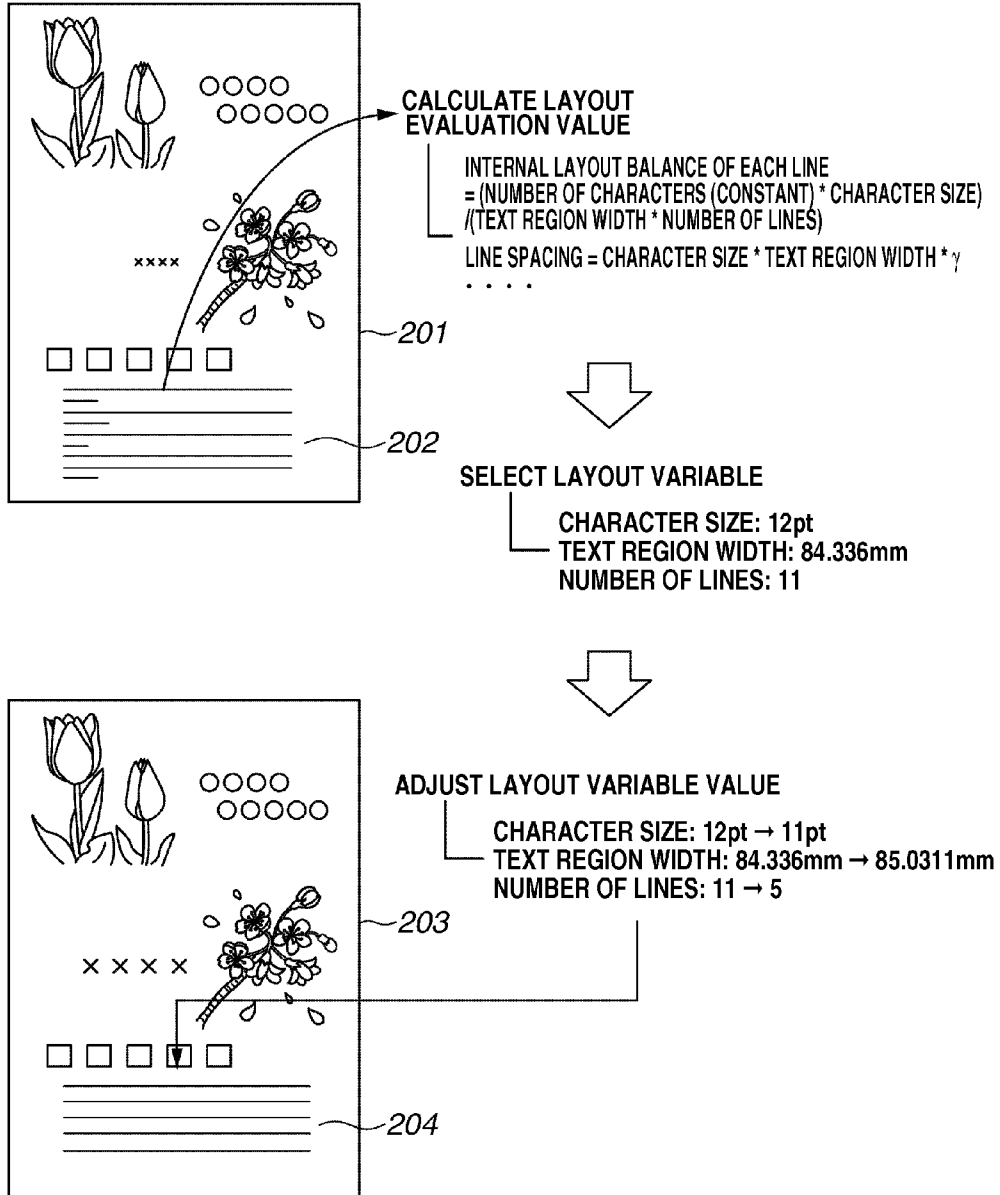 CALCULATE LAYOUT
EVALUATION VALUE
INTERNAL LAYOUT BALANCE OF EACH LINE
= (NUMBER OF CHARACTERS (CONSTANT) * CHARACTER SIZE)
/(TEXT REGION WIDTH * NUMBER OF LINES)
LINE SPACING = CHARACTER SIZE * TEXT REGION WIDTH * γ
. . . .
××××
201
202
SELECT LAYOUT VARIABLE
CHARACTER SIZE: 12pt
TEXT REGION WIDTH: 84.336mm
NUMBER OF LINES: 11
ADJUST LAYOUT VARIABLE VALUE
CHARACTER SIZE: 12pt → 11pt
TEXT REGION WIDTH: 84.336mm → 85.0311mm
NUMBER OF LINES: 11 → 5
203
× × × ×
204